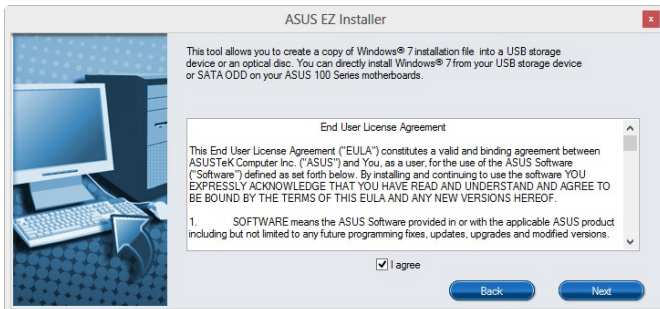 ASUS EZ Installer
x
This tool allows you to create a copy of Windows® 7 installation file into a USB storage
device or an optical disc. You can directly install Windows® 7 from your USB storage device
or SATA ODD on your ASUS 100 Series motherboards.
End User License Agreement
This End User License Agreement ("EULA") constitutes a valid and binding agreement between
ASUSTeK Computer Inc. ("ASUS") and You, as a user, for the use of the ASUS Software
("Software") defined as set forth below. By installing and continuing to use the software YOU
EXPRESSLY ACKNOWLEDGE THAT YOU HAVE READ AND UNDERSTAND AND AGREE TO
BE BOUND BY THE TERMS OF THIS EULA AND ANY NEW VERSIONS HEREOF.
1. SOFTWARE means the ASUS Software provided in or with the applicable ASUS product
including but not limited to any future programming fixes, updates, upgrades and modified versions.
I agree
Back Next